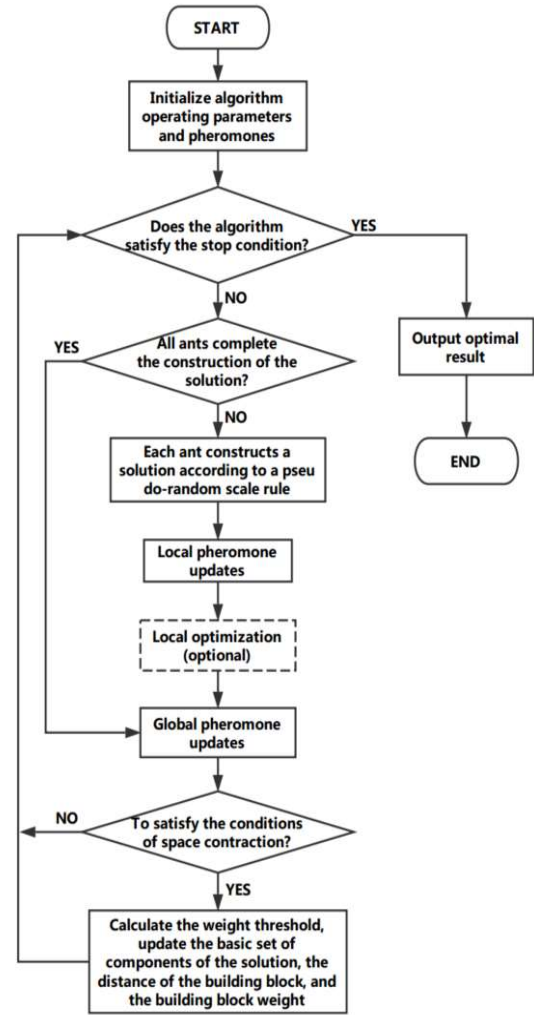 START
Initialize algorithm
operating parameters
and pheromones
Does the algorithm
satisfy the stop condition?
YES
NO
YES
All ants complete
the construction of the
solution?
Output optimal
result
NO
Each ant constructs a
solution according to a pseu
do-random scale rule
END
Local pheromone
updates
Local optimization
(optional)
Global pheromone
updates
NO
To satisfy the conditions
of space contraction?
YES
Calculate the weight threshold,
update the basic set of
components of the solution, the
distance of the building block, and
the building block weight